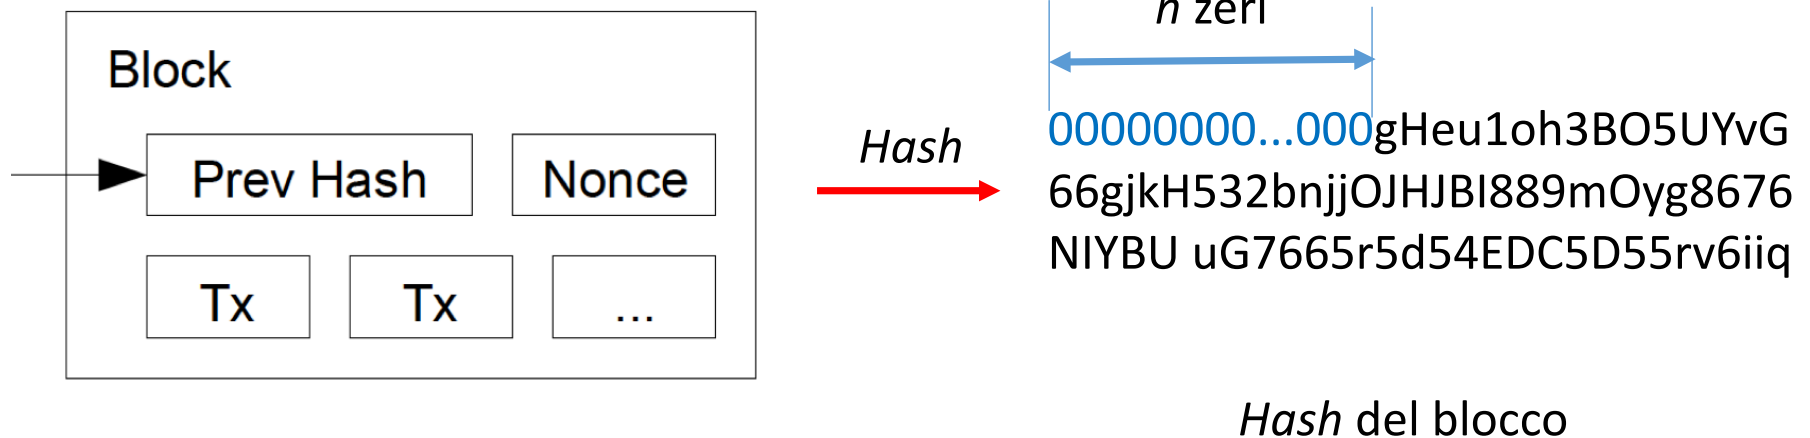 Block
Prev Hash
Nonce
Tx
Tx
...
Hash
n zeri
00000000...000gHeu1oh3BO5UYvG
66gjkH532bnjjOJHJBI889mOyg8676
NIYBU uG7665r5d54EDC5D55rv6iiq
Hash del blocco